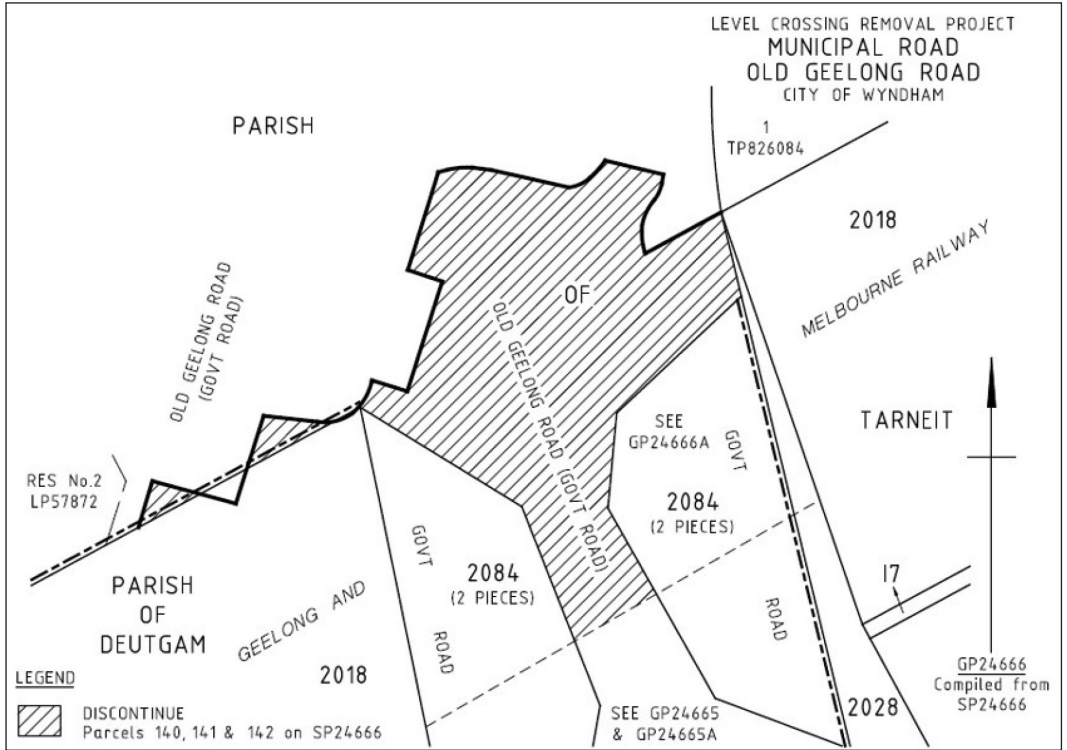 LEVEL CROSSING REMOVAL PROJECT
MUNICIPAL ROAD
OLD GEELONG ROAD
CITY OF WYNDHAM
PARISH
1
TP826084
2018
MELBOURNE RAILWAY
OF
OLD GEELONG ROAD
(GOVT ROAD)
OLD GEELONG ROAD (GOVT ROAD)
SEE
GP24666A
GOVT
ROAD
TARNEIT
RES No.2
LP57872
2084
(2 PIECES)
GOVT
ROAD
2084
(2 PIECES)
17
PARISH
OF
DEUTGAM
GEELONG AND
2018
2028
SEE GP24665
& GP24665A
GP24666
Compiled from
SP24666
LEGEND
DISCONTINUE
Parcels 140, 141 & 142 on SP24666